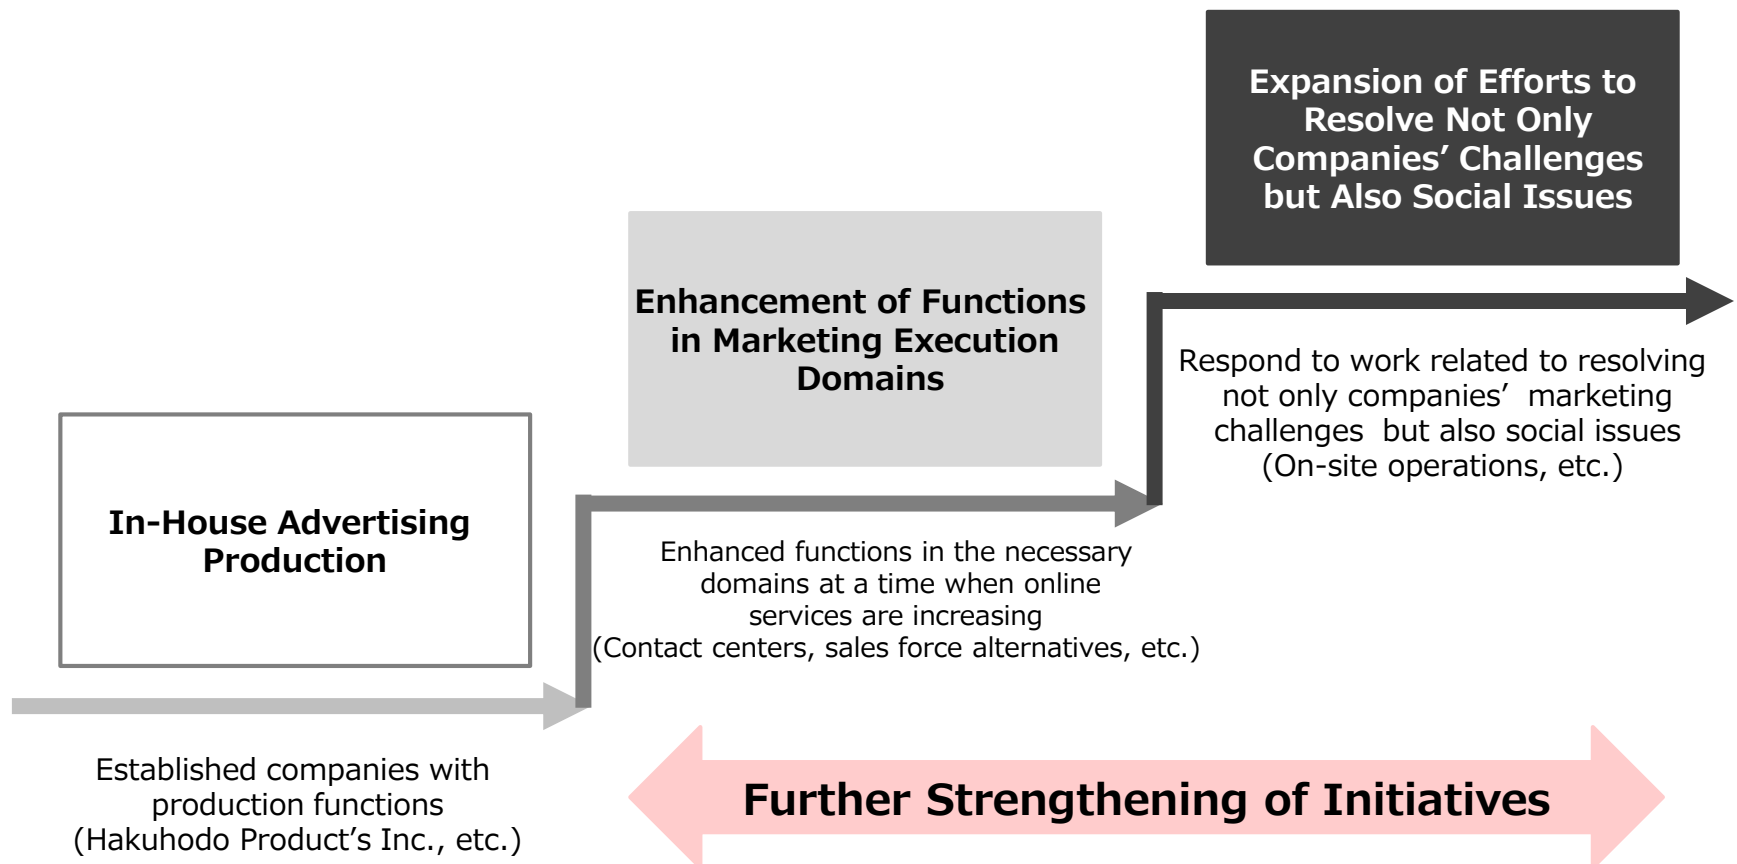 Expansion of Efforts to
Resolve Not Only
Companies’ Challenges
but Also Social Issues
Enhancement of Functions
in Marketing Execution
Domains
Respond to work related to resolving
not only companies’ marketing
challenges but also social issues
(On-site operations, etc.)
In-House Advertising
Production
Enhanced functions in the necessary
domains at a time when online
services are increasing
(Contact centers, sales force alternatives, etc.)
Established companies with
production functions
(Hakuhodo Product’s Inc., etc.)
Further Strengthening of Initiatives